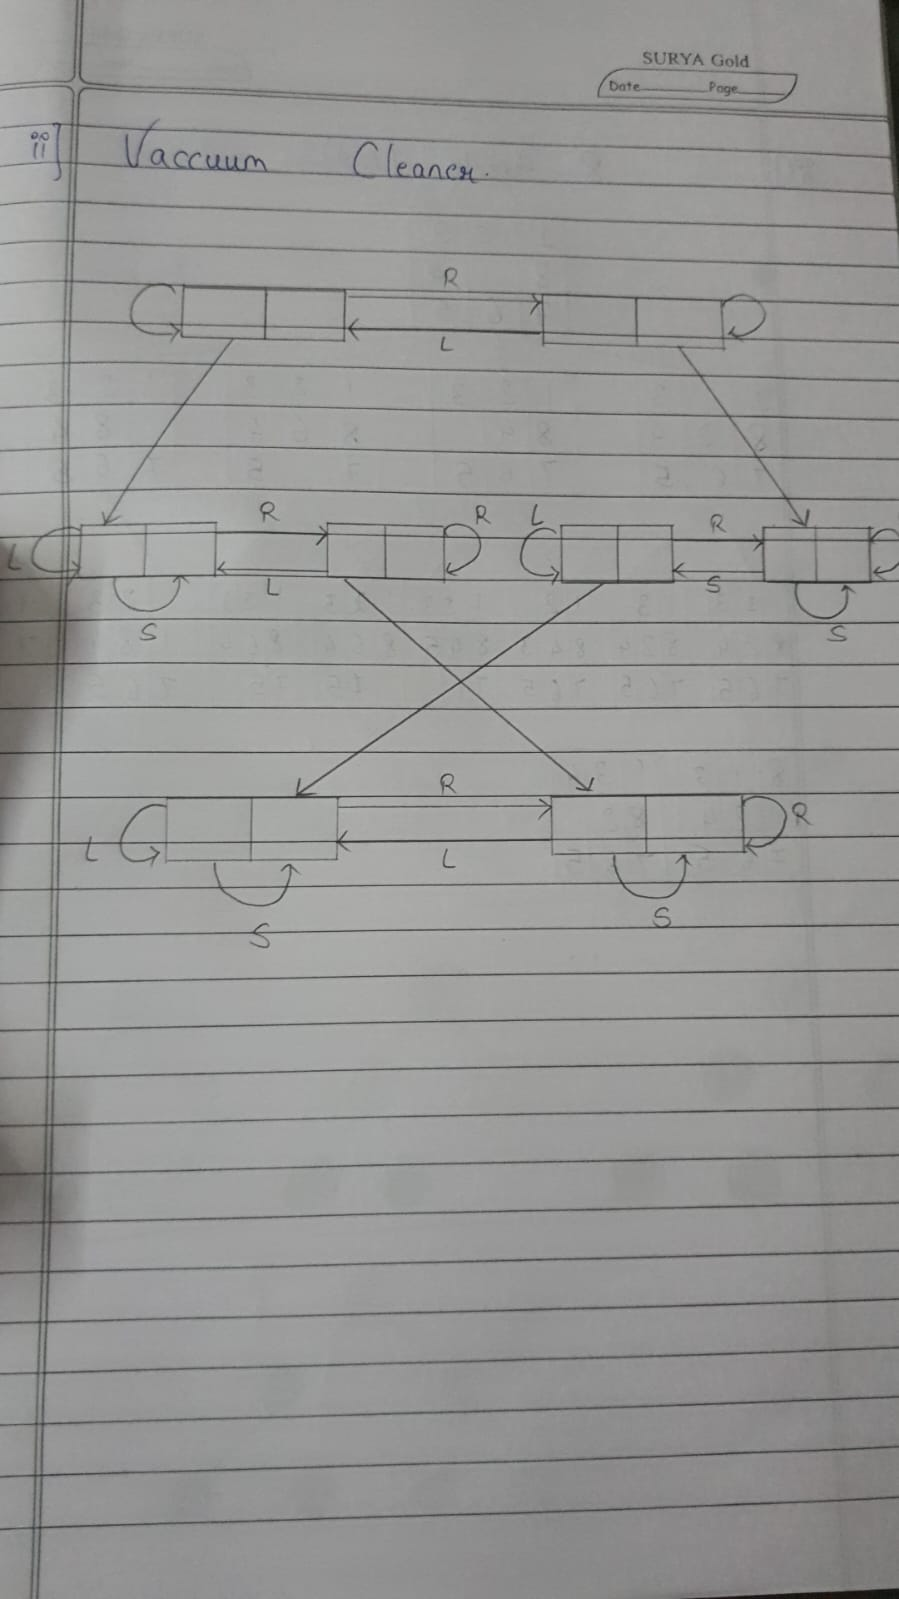 SURYA Gold
Date Page
ii] Vaccuum Cleaner.
R
L
R R L R
L L S
S S
R
L R
L
S S